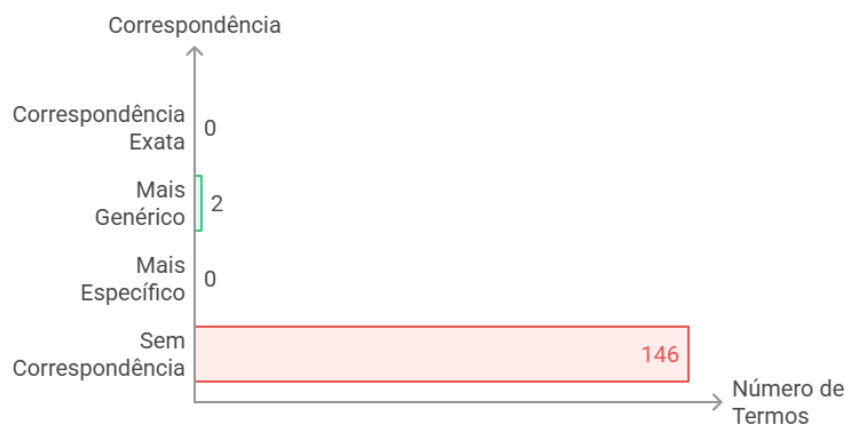 Correspondência
Correspondência
Exata
0
Mais
Genérico
2
Mais
Específico
0
Sem
Correspondência
146
Número de
Termos